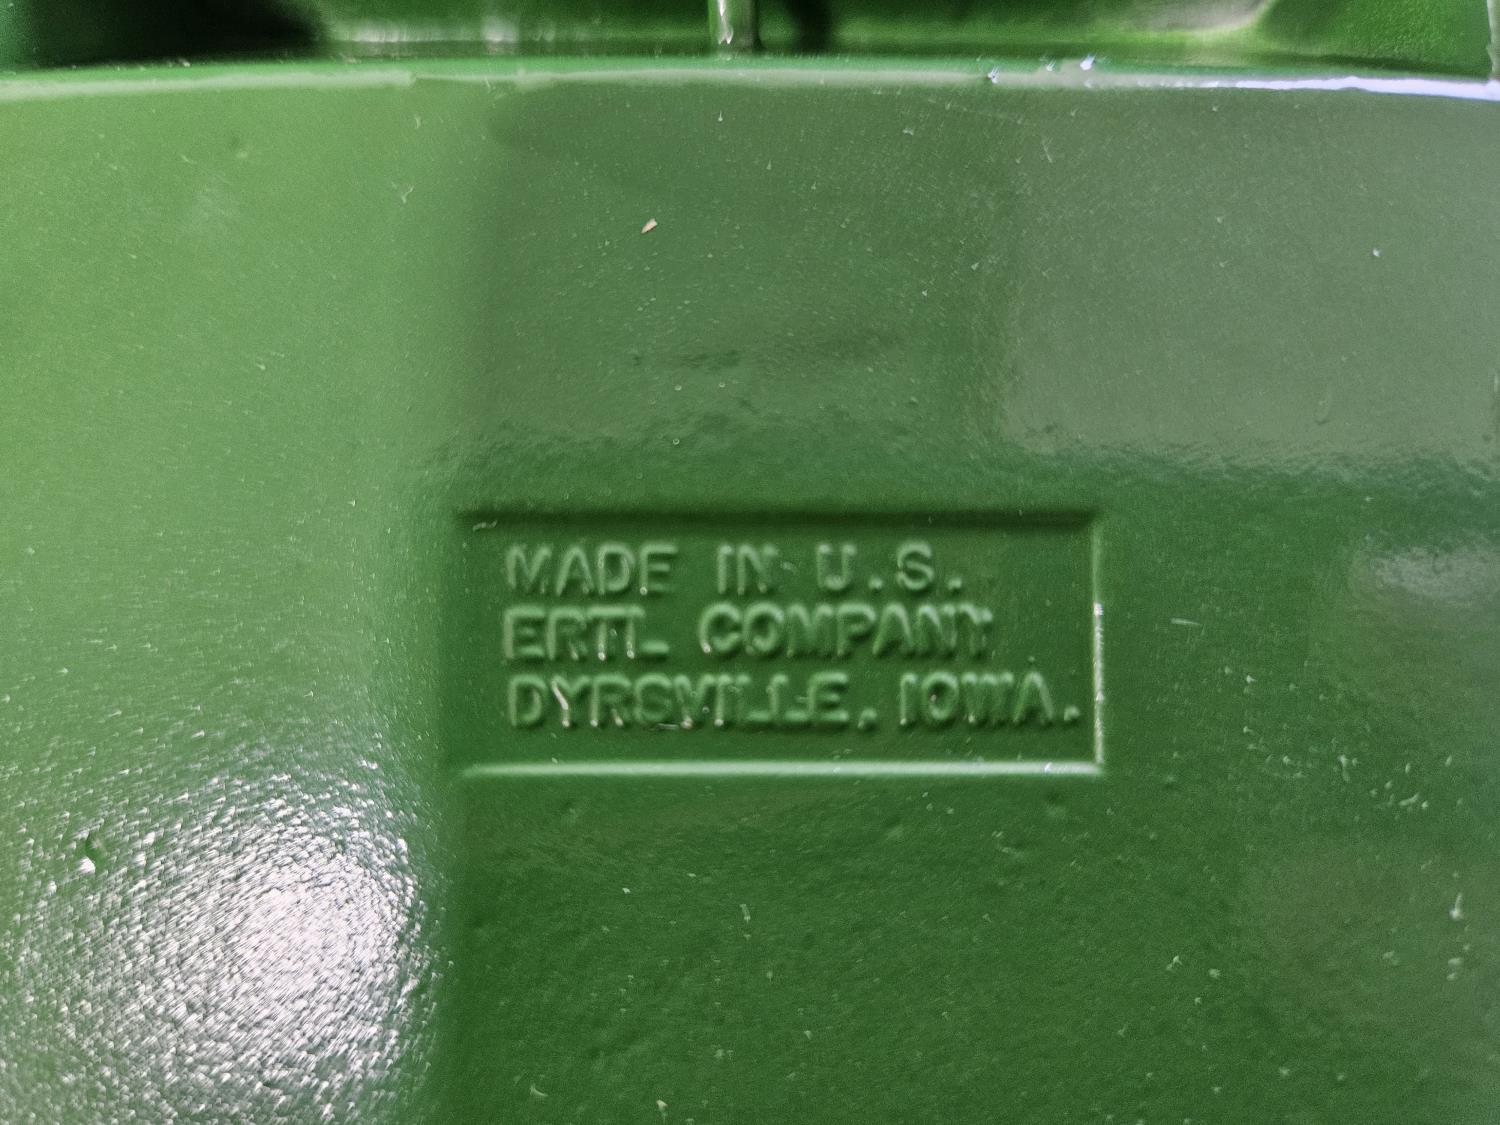 MADE IN U.S.
ERTL COMPANY
DYRSVILLE, IOWA.